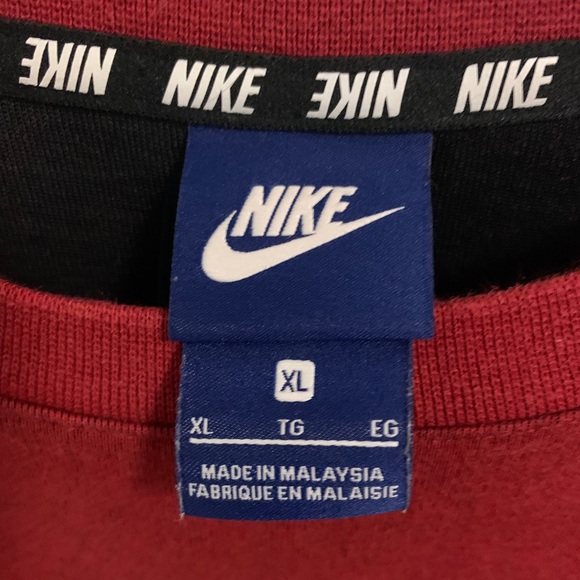 NIKE NIKE NIKE NIKE
NIKE
XL
XL TG EG
MADE IN MALAYSIA
FABRIQUE EN MALAISIE